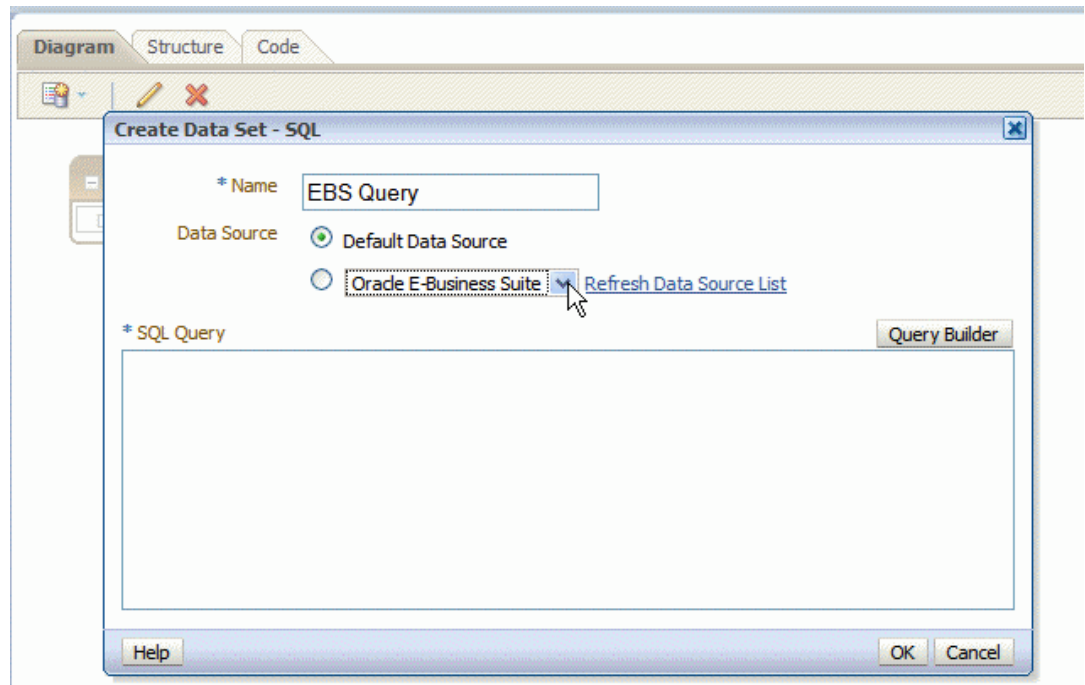 Diagram Structure Code
Create Data Set - SQL
* Name EBS Query
Data Source Default Data Source
Oracle E-Business Suite Refresh Data Source List
* SQL Query Query Builder
Help OK Cancel